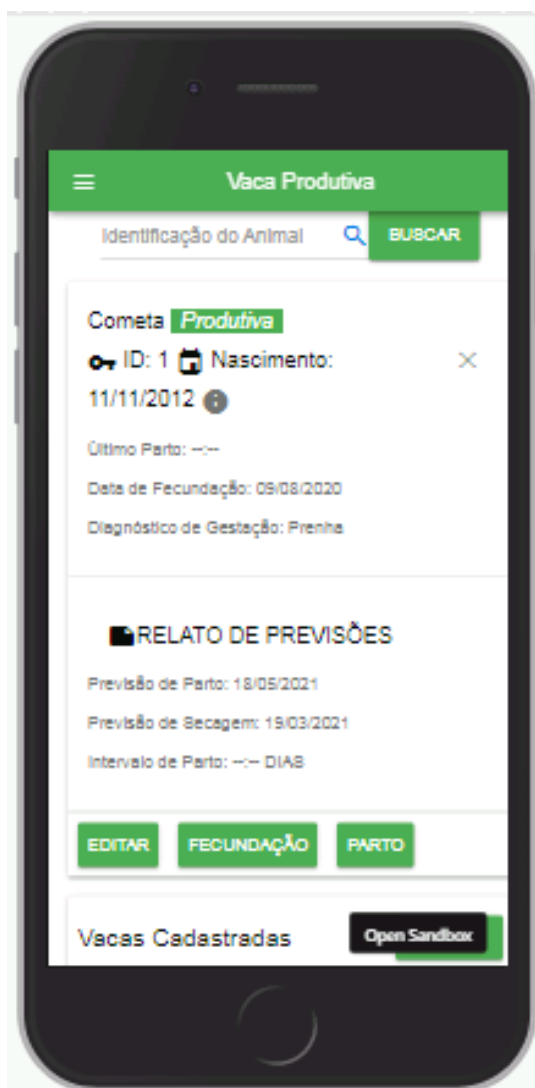 Vaca Produtiva
Identificação do Animal
BUSCAR
Cometa Produtiva
ID: 1 Nascimento:
11/11/2012
Último Parto: --:--
Data de Fecundação: 09/08/2020
Diagnóstico de Gestação: Prenha
RELATO DE PREVISÕES
Previsão de Parto: 18/05/2021
Previsão de Secagem: 19/03/2021
Intervalo de Parto: --:-- DIAS
EDITAR FECUNDAÇÃO PARTO
Vacas Cadastradas
Open Sandbox